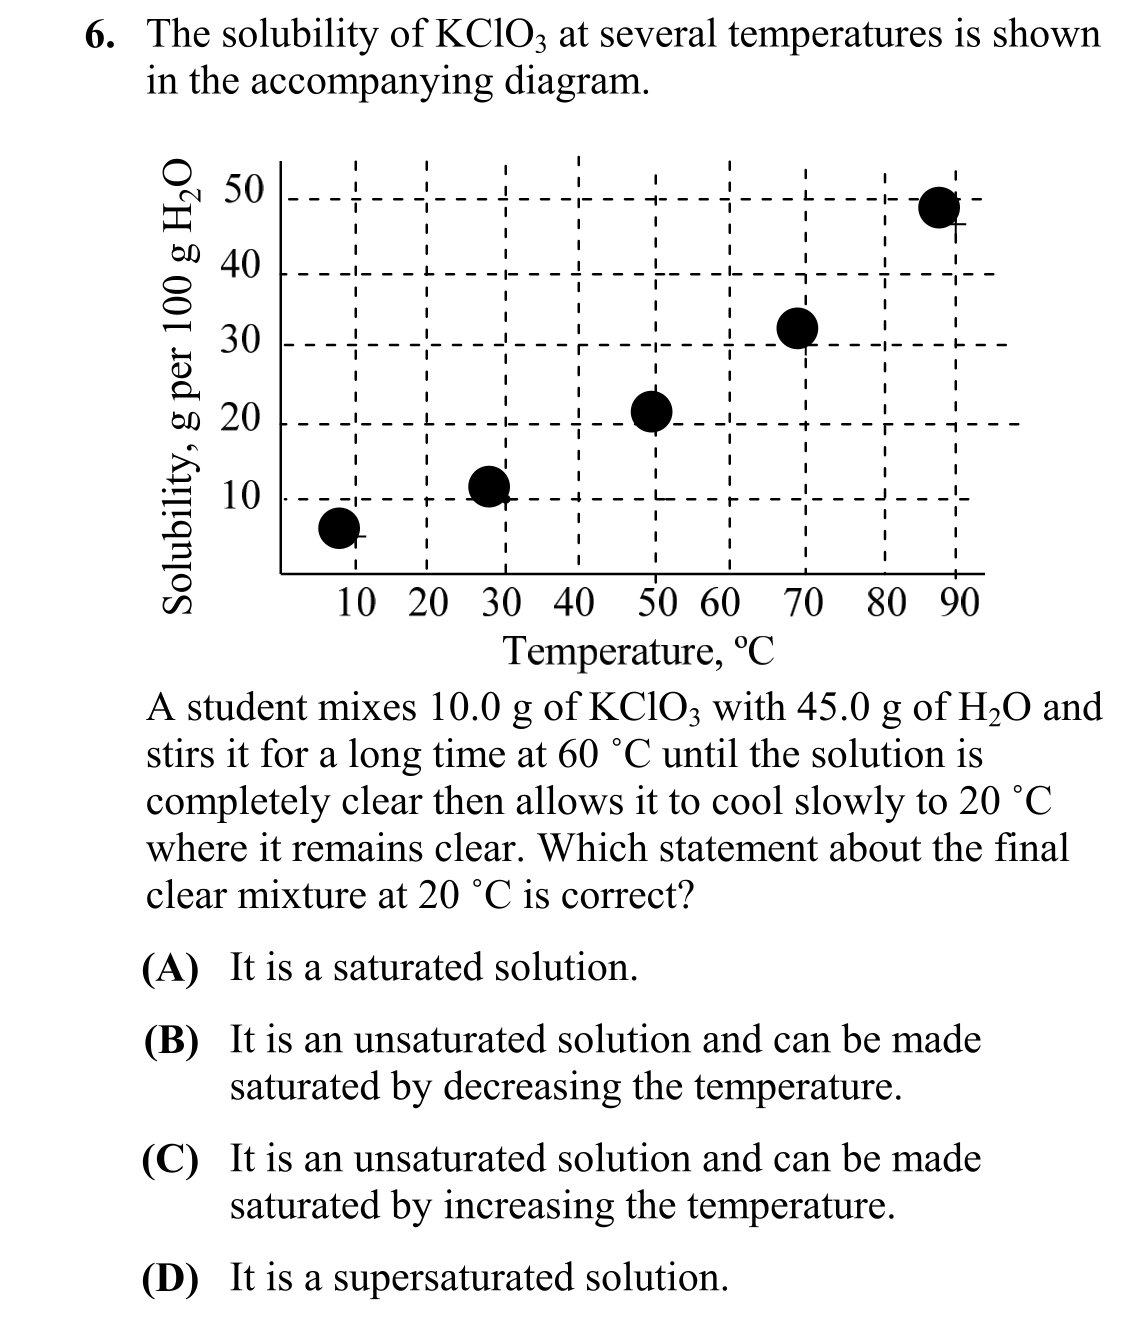 6. The solubility of KClO3 at several temperatures is shown
in the accompanying diagram.
Solubility, g per 100 g H2O
50
40
30
20
10
10 20 30 40 50 60 70 80 90
Temperature, ºC
A student mixes 10.0 g of KClO3 with 45.0 g of H2O and
stirs it for a long time at 60 ˚C until the solution is
completely clear then allows it to cool slowly to 20 ˚C
where it remains clear. Which statement about the final
clear mixture at 20 ˚C is correct?
(A) It is a saturated solution.
(B) It is an unsaturated solution and can be made
saturated by decreasing the temperature.
(C) It is an unsaturated solution and can be made
saturated by increasing the temperature.
(D) It is a supersaturated solution.